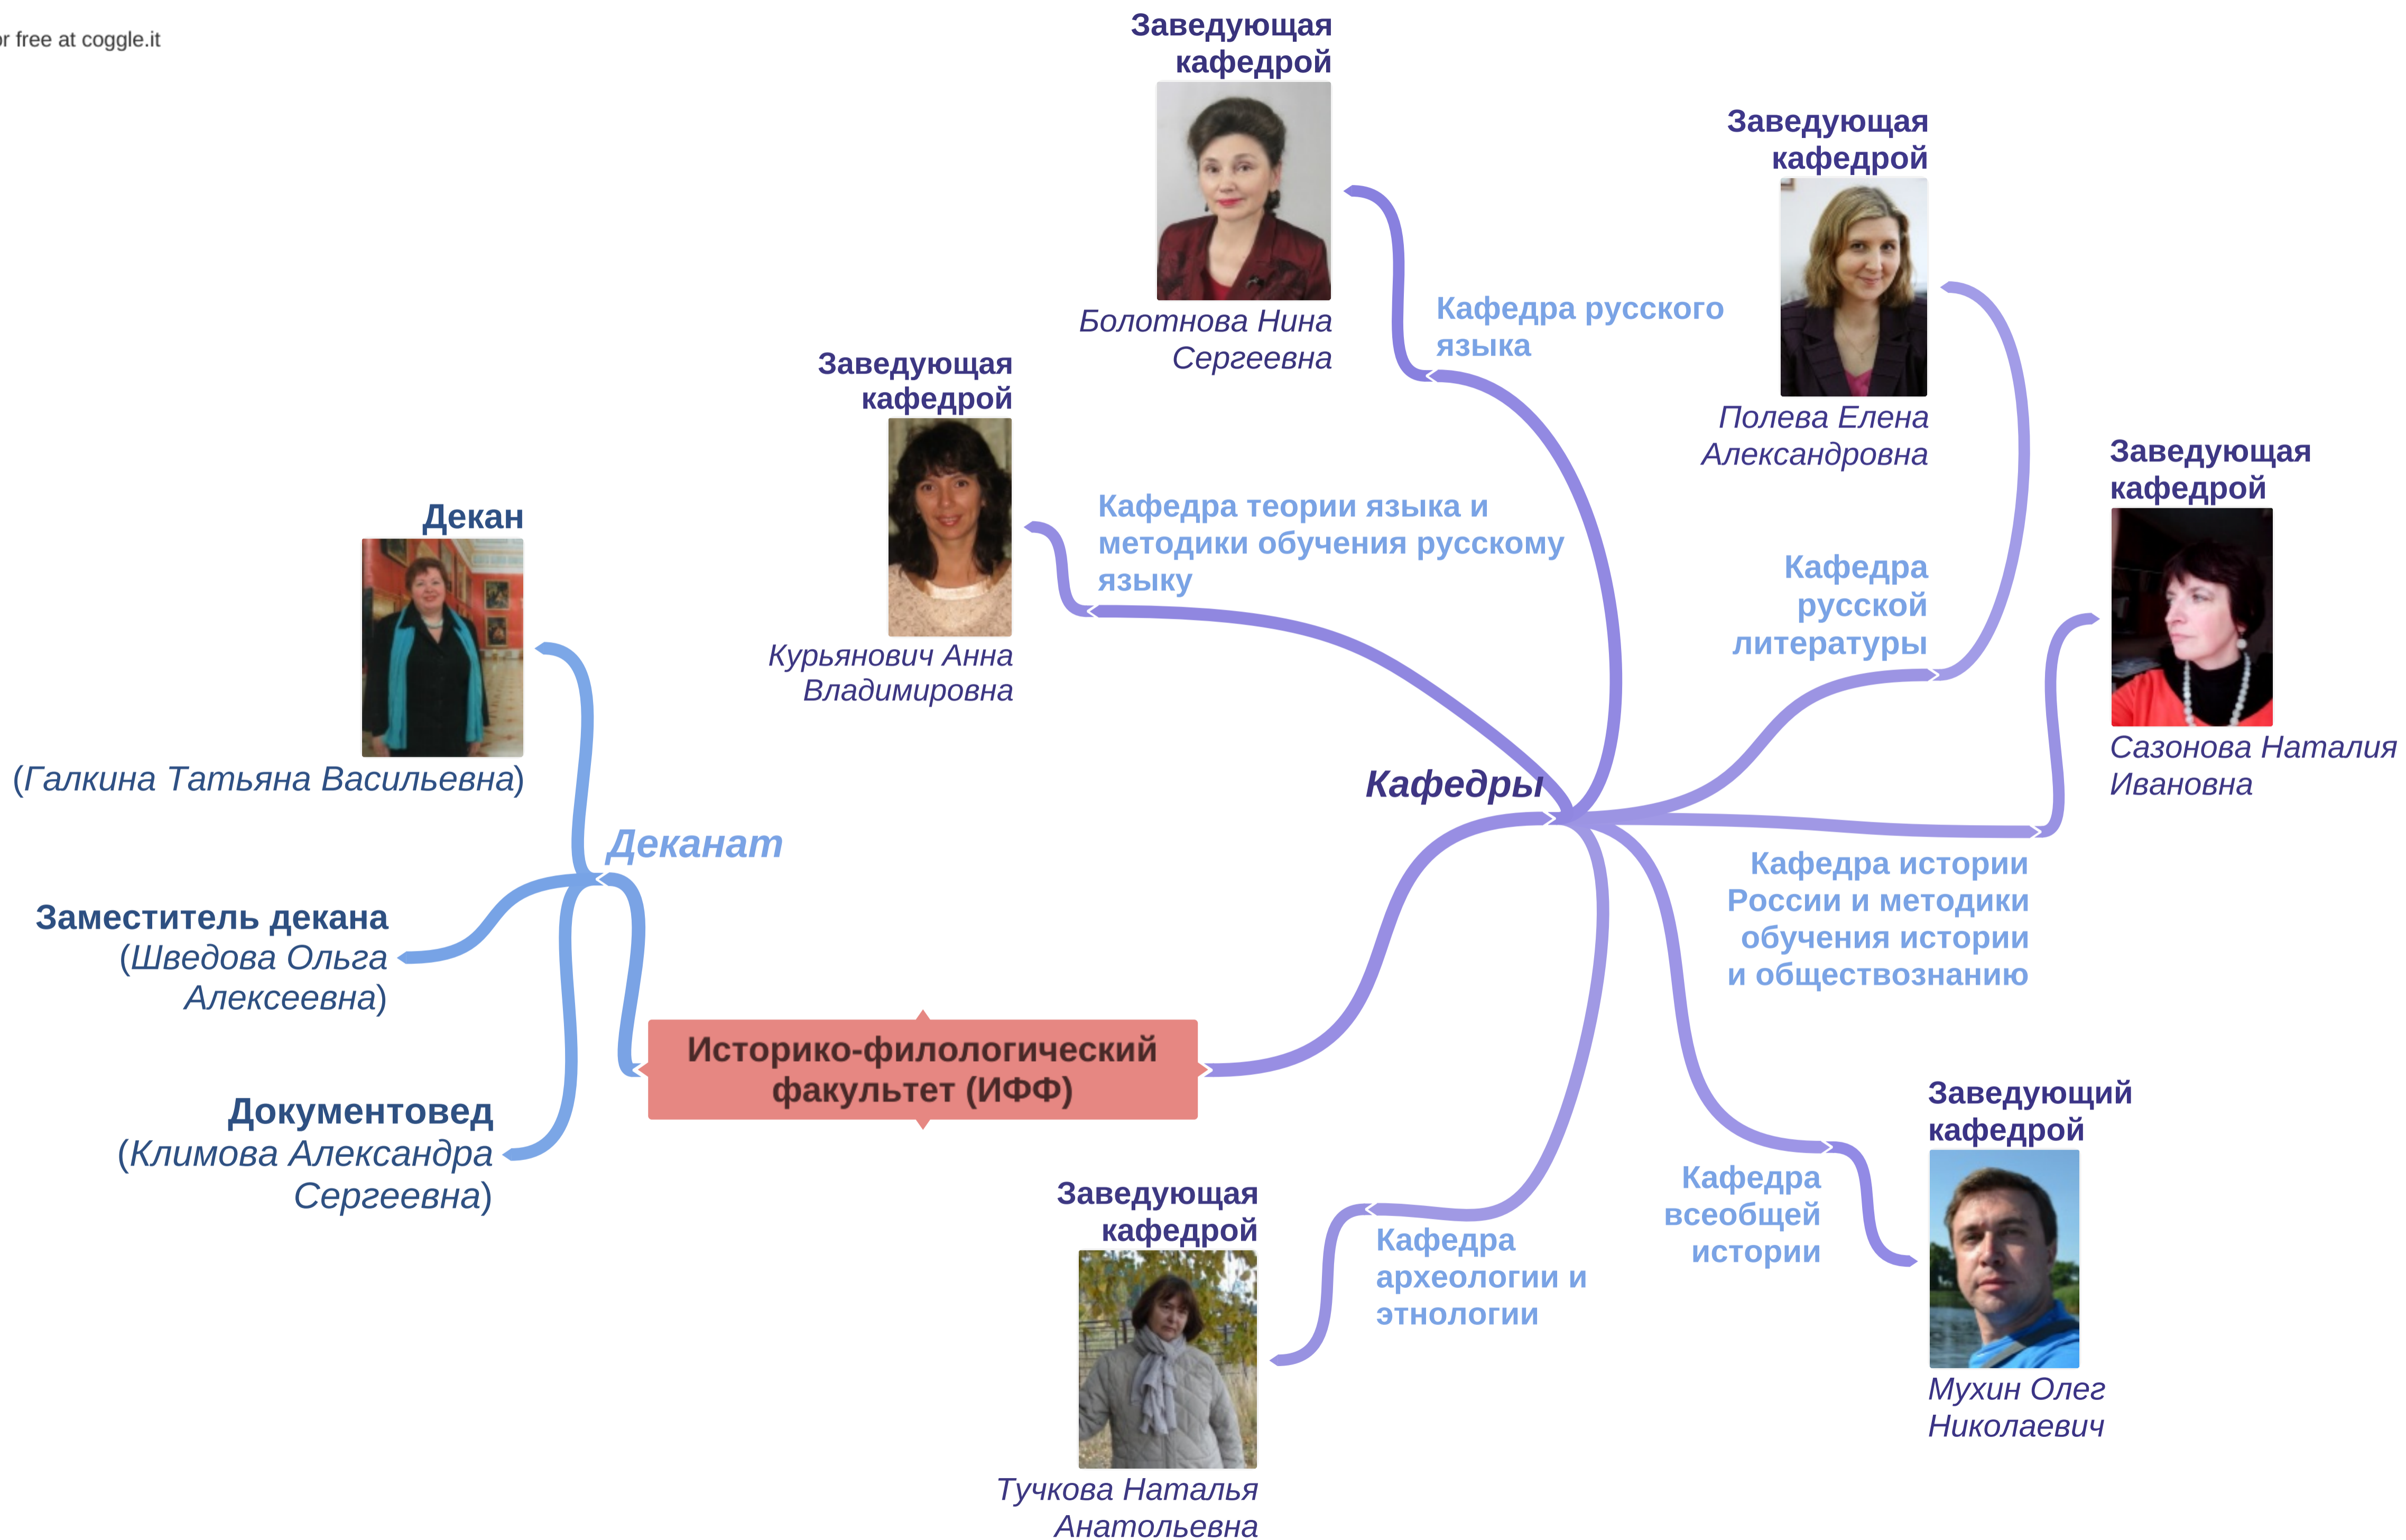 or free at coggle.it
Заведующая
кафедрой
Болотнова Нина
Сергеевна
Кафедра русского
языка
Заведующая
кафедрой
Полева Елена
Александровна
Кафедра
русской
литературы
Заведующая
кафедрой
Курьянович Анна
Владимировна
Кафедра теории языка и
методики обучения русскому
языку
Заведующая
кафедрой
Сазонова Наталия
Ивановна
Кафедра истории
России и методики
обучения истории
и обществознанию
Декан
(Галкина Татьяна Васильевна)
Деканат
Заместитель декана
(Шведова Ольга
Алексеевна)
Документовед
(Климова Александра
Сергеевна)
Кафедры
Историко-филологический
факультет (ИФФ)
Заведующая
кафедрой
Тучкова Наталья
Анатольевна
Кафедра
археологии и
этнологии
Кафедра
всеобщей
истории
Заведующий
кафедрой
Мухин Олег
Николаевич